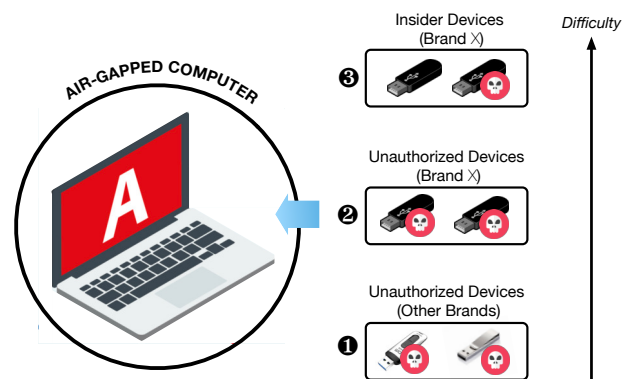 Insider Devices
(Brand X)
Difficulty
❸
AIR-GAPPED COMPUTER
A
Unauthorized Devices
(Brand X)
❷
Unauthorized Devices
(Other Brands)
❶